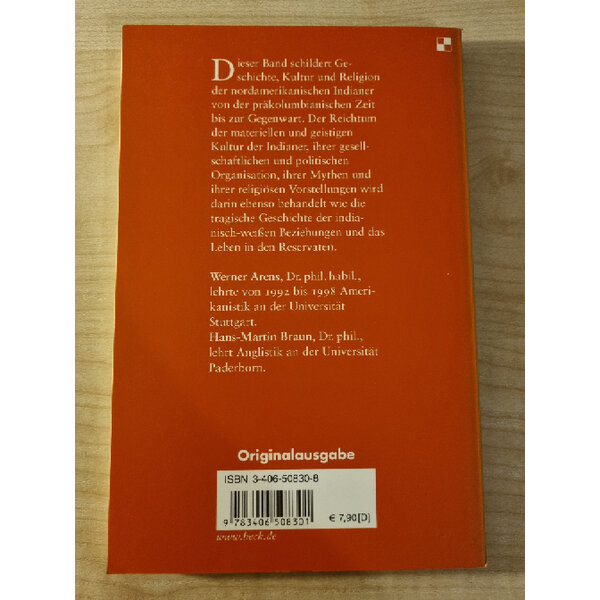 Dieser Band schildert Ge-
schichte, Kultur und Religion
der nordamerikanischen Indianer
von der präkolumbianischen Zeit
bis zur Gegenwart. Der Reichtum
der materiellen und geistigen
Kultur der Indianer, ihrer gesell-
schaftlichen und politischen
Organisation, ihrer Mythen und
ihrer religiösen Vorstellungen wird
darin ebenso behandelt wie die
tragische Geschichte der india-
nisch-weißen Beziehungen und das
Leben in den Reservaten.
Werner Arens, Dr. phil. habil.,
lehrte von 1992 bis 1998 Ameri-
kanistik an der Universität
Stuttgart.
Hans-Martin Braun, Dr. phil.,
lehrt Anglistik an der Universität
Paderborn.
Originalausgabe
ISBN 3-406-50830-8
9 783406 508301
€ 7,90[D]
www.beck.de